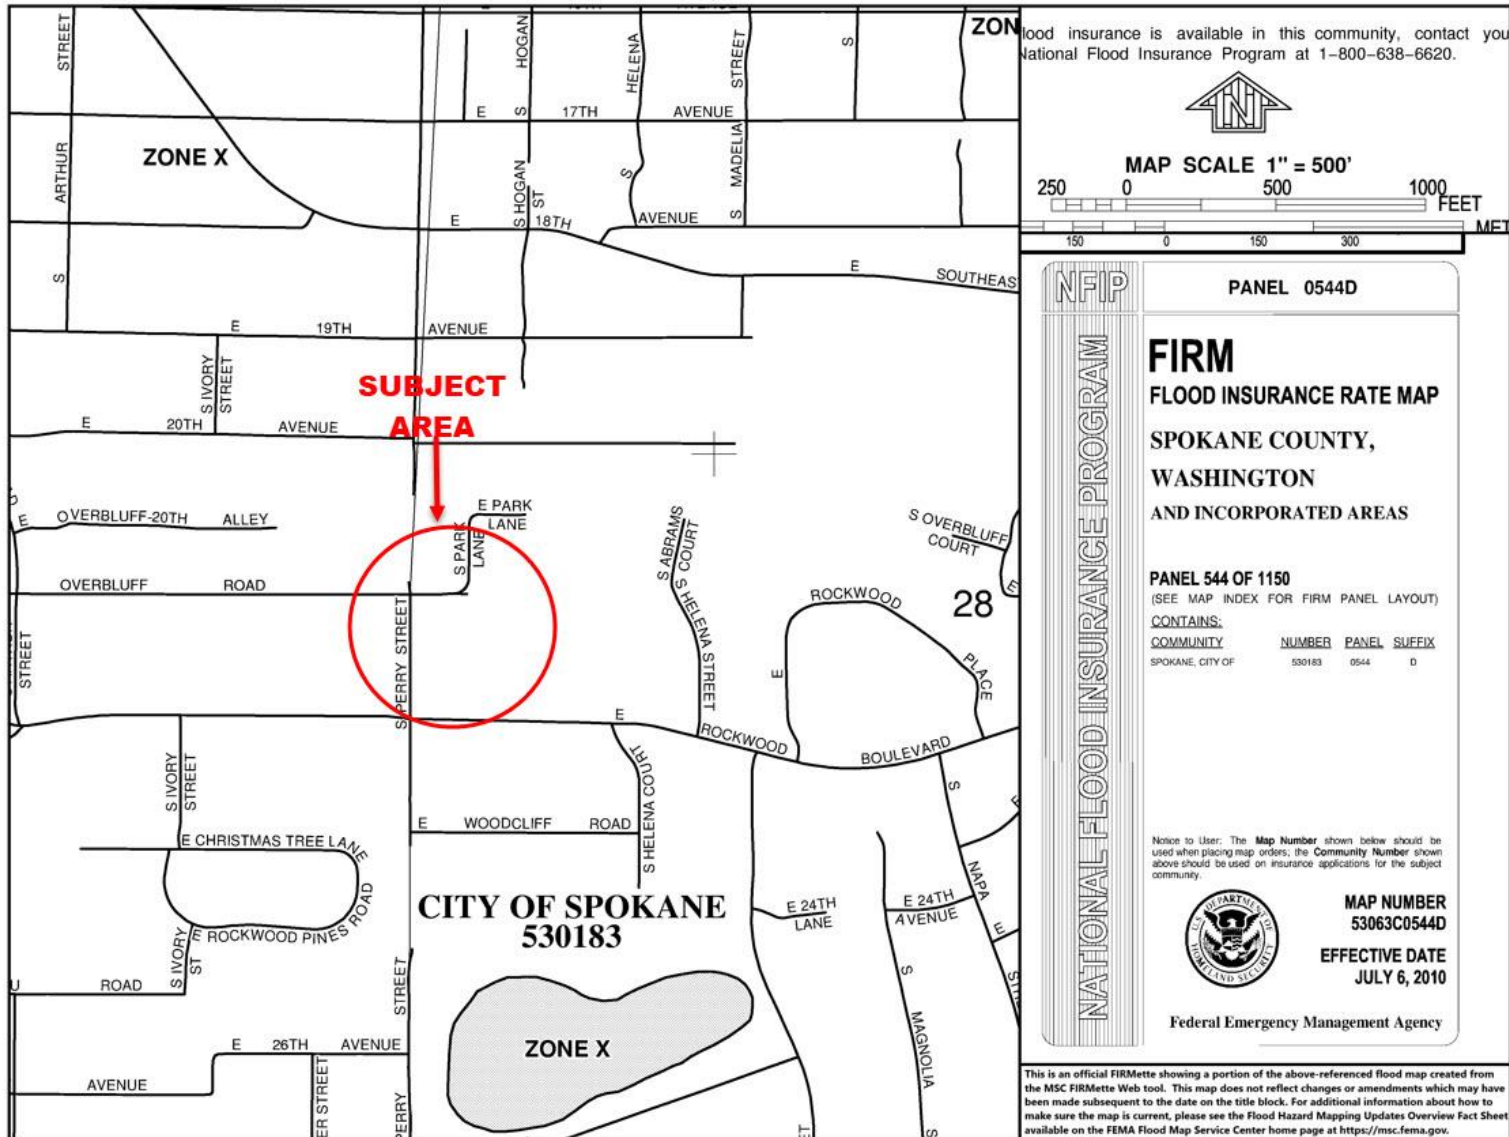 ZON
ZONE X
STREET
ARTHUR
S
E 17TH AVENUE
S HOGAN
S HOGAN
ST
HELENA
S
STREET
MADELIA
S
S
E 18TH AVENUE
E SOUTHEAS
E 19TH AVENUE
S IVORY
STREET
SUBJECT
AREA
E 20TH AVENUE
E PARK
LANE
S PARK
LANE
E OVERBLUFF-20TH ALLEY
OVERBLUFF ROAD
S ABRAMS
COURT
S HELENA STREET
S OVERBLUFF
COURT
E
28
E ROCKWOOD PLACE
STREET
S PERRY STREET
E ROCKWOOD BOULEVARD
S IVORY
STREET
S HELENA COURT
E WOODCLIFF ROAD
E CHRISTMAS TREE LANE
E ROCKWOOD PINES ROAD
S IVORY
ST
ROAD
CITY OF SPOKANE
530183
E 24TH
LANE
E 24TH
AVENUE
S NAPA
E
E
STREET
E 26TH AVENUE
AVENUE
ER STREET
PERRY
ZONE X
S MAGNOLIA
S
lood insurance is available in this community, contact you
National Flood Insurance Program at 1-800-638-6620.
N
MAP SCALE 1" = 500'
250 0 500 1000
FEET
MET
150 0 150 300
NFIP
NATIONAL FLOOD INSURANCE PROGRAM
PANEL 0544D
FIRM
FLOOD INSURANCE RATE MAP
SPOKANE COUNTY,
WASHINGTON
AND INCORPORATED AREAS
PANEL 544 OF 1150
(SEE MAP INDEX FOR FIRM PANEL LAYOUT)
CONTAINS:
COMMUNITY NUMBER PANEL SUFFIX
SPOKANE, CITY OF 530183 0544 D
Notice to User: The Map Number shown below should be
used when placing map orders; the Community Number shown
above should be used on insurance applications for the subject
community.
U.S. DEPARTMENT OF
HOMELAND SECURITY
MAP NUMBER
53063C0544D
EFFECTIVE DATE
JULY 6, 2010
Federal Emergency Management Agency
This is an official FIRMette showing a portion of the above-referenced flood map created from
the MSC FIRMette Web tool. This map does not reflect changes or amendments which may have
been made subsequent to the date on the title block. For additional information about how to
make sure the map is current, please see the Flood Hazard Mapping Updates Overview Fact Sheet
available on the FEMA Flood Map Service Center home page at https://msc.fema.gov.